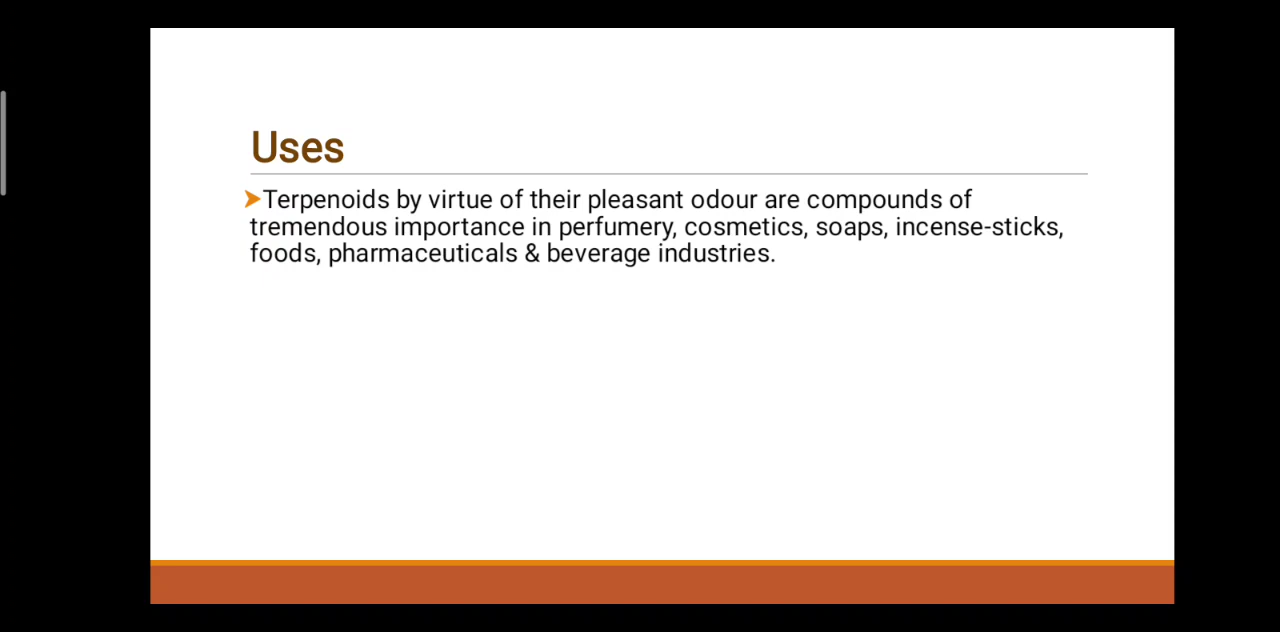 Uses
➤Terpenoids by virtue of their pleasant odour are compounds of
tremendous importance in perfumery, cosmetics, soaps, incense-sticks,
foods, pharmaceuticals & beverage industries.